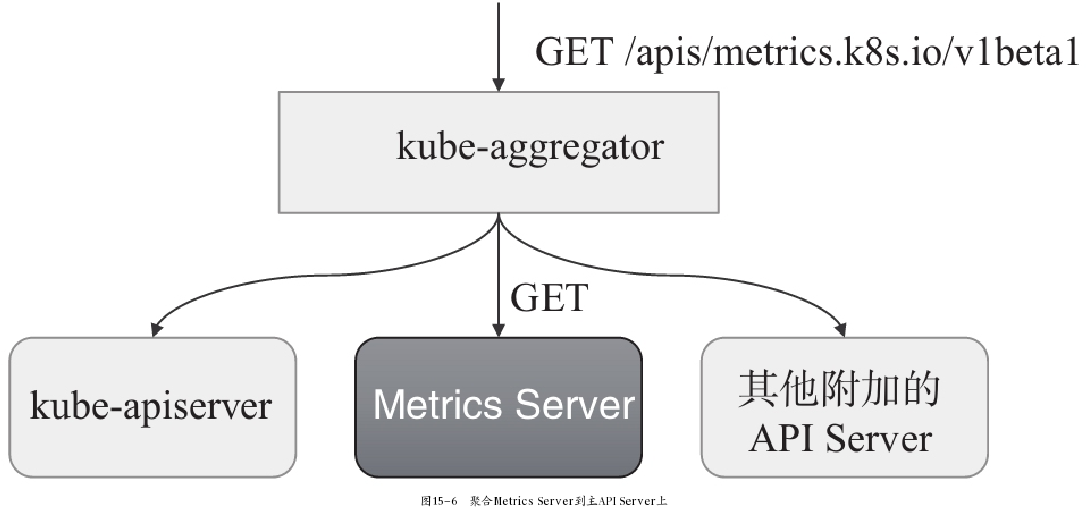 GET /apis/metrics.k8s.io/v1beta1
kube-aggregator
GET
kube-apiserver
Metrics Server
其他附加的
API Server
图15-6 聚合Metrics Server到主API Server上